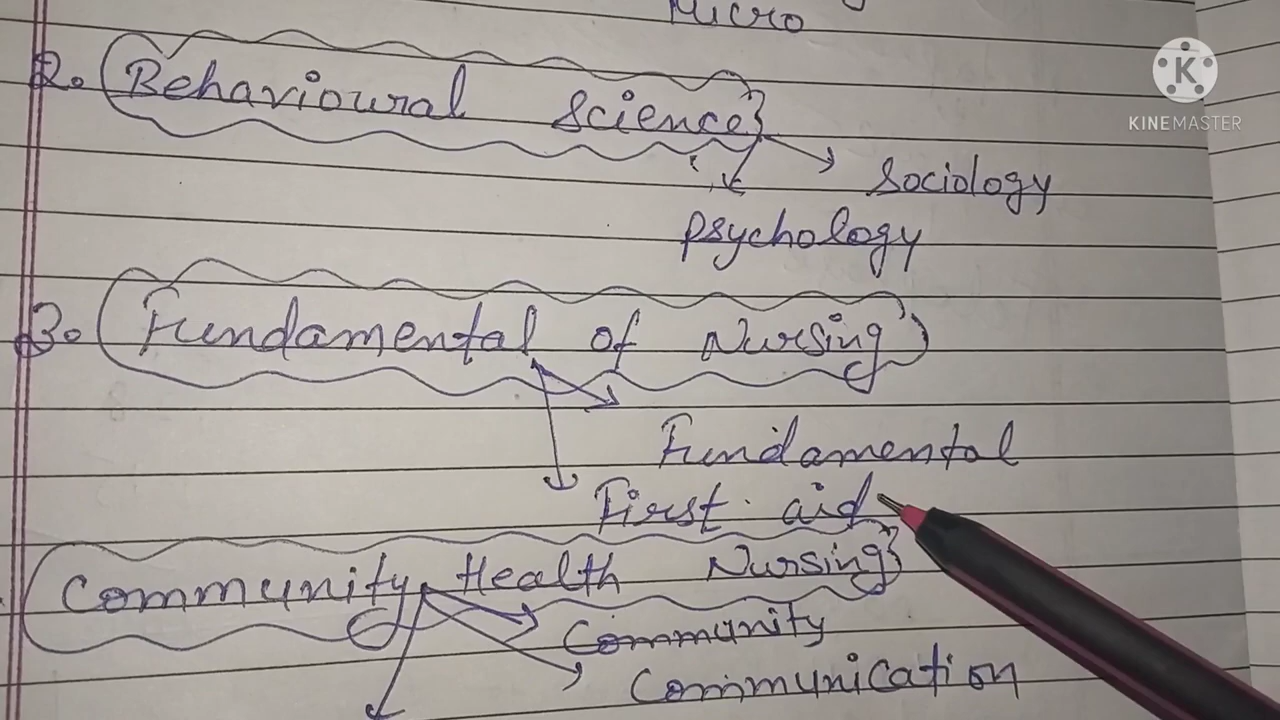 Micro
2. Behavioural Science
Sociology
psychology
3. Fundamental of Nursing
Fundamental
First aid
Community Health Nursing
Community
Communication
K
KINEMASTER